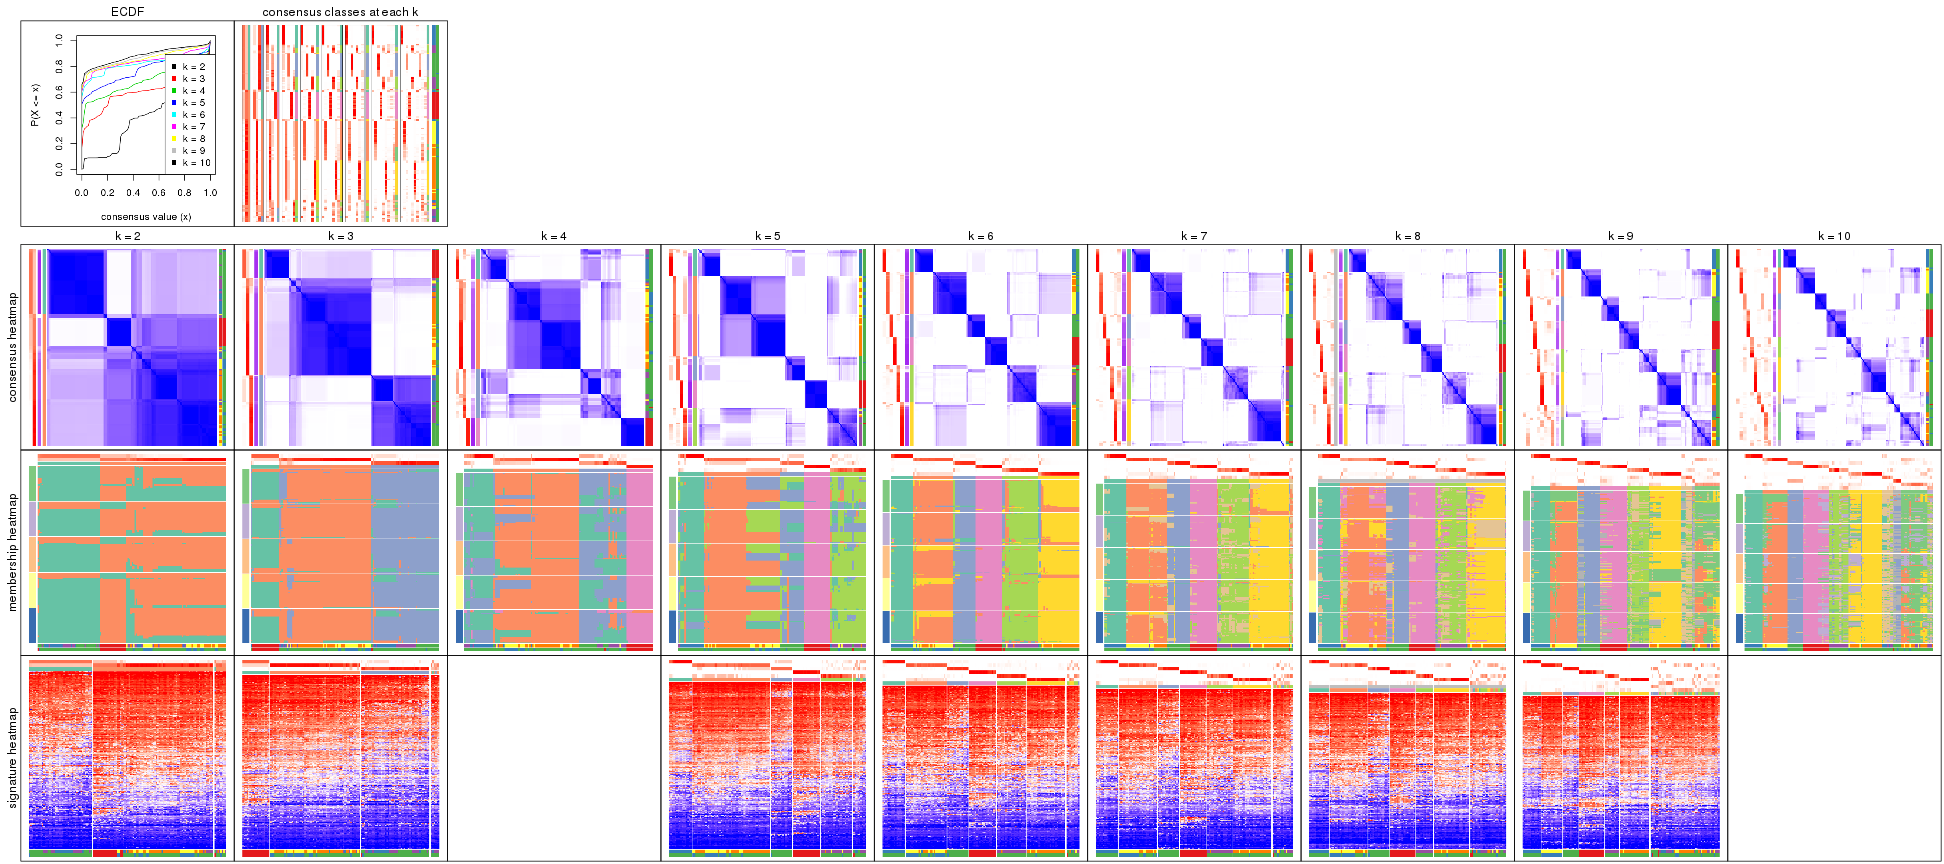 ECDF
consensus classes at each k
P(X <= x)
0.0 0.2 0.4 0.6 0.8 1.0
k = 2
k = 3
k = 4
k = 5
k = 6
k = 7
k = 8
k = 9
k = 10
0.0 0.2 0.4 0.6 0.8 1.0
consensus value (x)
k = 2 k = 3 k = 4 k = 5 k = 6 k = 7 k = 8 k = 9 k = 10
consensus heatmap
membership heatmap
signature heatmap